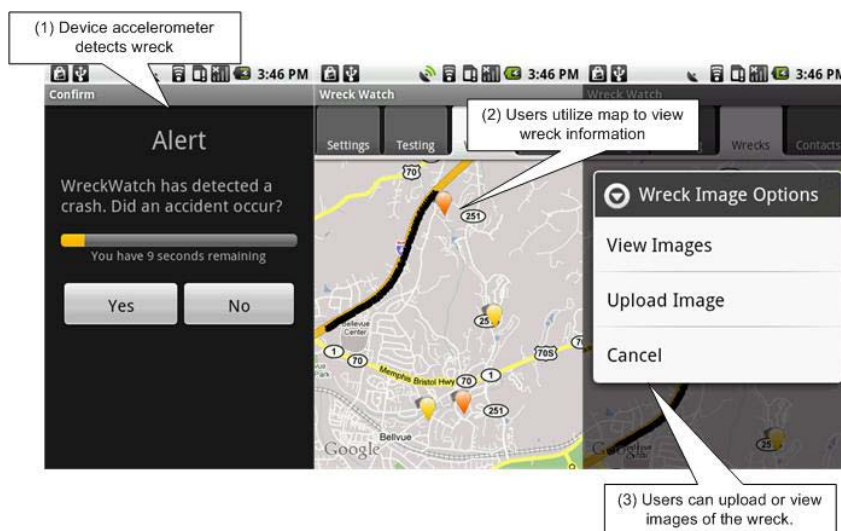 (1) Device accelerometer
detects wreck
3:46 PM
Confirm
Alert
WreckWatch has detected a
crash. Did an accident occur?
You have 9 seconds remaining
Yes
No
3:46 PM
Wreck Watch
Settings
Testing
(2) Users utilize map to view
wreck information
70
251
Bellevue
Center
1
70
70S
Memphis Bristol Hwy
70
1
251
Bellevue
Google
3:46 PM
Wreck Watch
Wrecks
Contacts
Wreck Image Options
View Images
Upload Image
Cancel
Google
(3) Users can upload or view
images of the wreck.